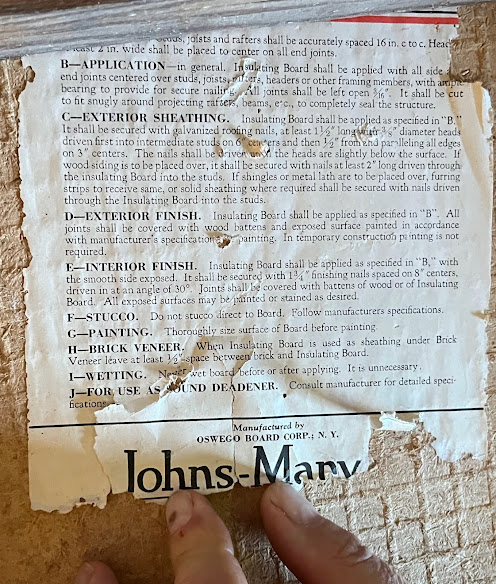 studs, joists and rafters shall be accurately spaced 16 in. c to c. Head
least 2 in. wide shall be placed to center on all end joints.
B—APPLICATION—in general. Insulating Board shall be applied with all side
end joints centered over studs, joists, rafters, headers or other framing members, with ample
bearing to provide for secure nailing. All joints shall be left open 3/16". It shall be cut
to fit snugly around projecting rafters, beams, etc., to completely seal the structure.
C—EXTERIOR SHEATHING. Insulating Board shall be applied as specified in "B."
It shall be secured with galvanized roofing nails, at least 1½" long diameter heads
driven first into intermediate studs on 6" centers and then ½" from end paralleling all edges
on 3" centers. The nails shall be driven until the heads are slightly below the surface. If
wood siding is to be placed over, it shall be secured with nails at least 2" long driven through
the insulating Board into the studs. If shingles or metal lath are to be placed over, furring
strips to receive same, or solid sheathing where required shall be secured with nails driven
through the Insulating Board into the studs.
D—EXTERIOR FINISH. Insulating Board shall be applied as specified in "B". All
joints shall be covered with wood battens and exposed surface painted in accordance
with manufacturer's specifications painting. In temporary construction painting is not
required.
E—INTERIOR FINISH. Insulating Board shall be applied as specified in "B," with
the smooth side exposed. It shall be secured with 1¾" finishing nails spaced on 8" centers,
driven in at an angle of 30°. Joints shall be covered with battens of wood or of Insulating
Board. All exposed surfaces may be painted or stained as desired.
F—STUCCO. Do not stucco direct to Board. Follow manufacturers specifications.
G—PAINTING. Thoroughly size surface of Board before painting.
H—BRICK VENEER. When Insulating Board is used as sheathing under Brick
Veneer leave at least ½" space between brick and Insulating Board.
I—WETTING. Never wet board before or after applying. It is unnecessary.
J—FOR USE AS SOUND DEADENER. Consult manufacturer for detailed speci-
fications.
Manufactured by
OSWEGO BOARD CORP.; N. Y.
Johns-Manv